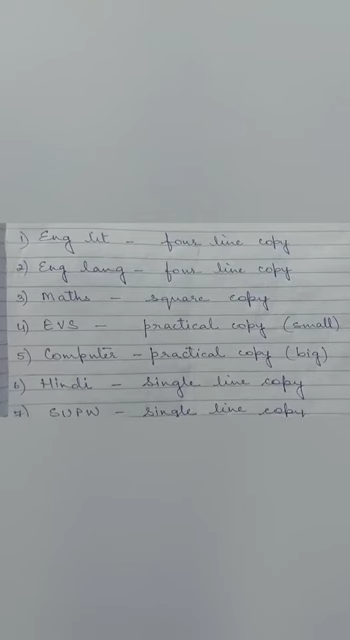 1) Eng lit - four line copy
2) Eng lang - four line copy
3) Maths - square copy
4) EVS - practical copy (small)
5) Computer - practical copy (big)
6) Hindi - single line copy
7) SUPW - single line copy